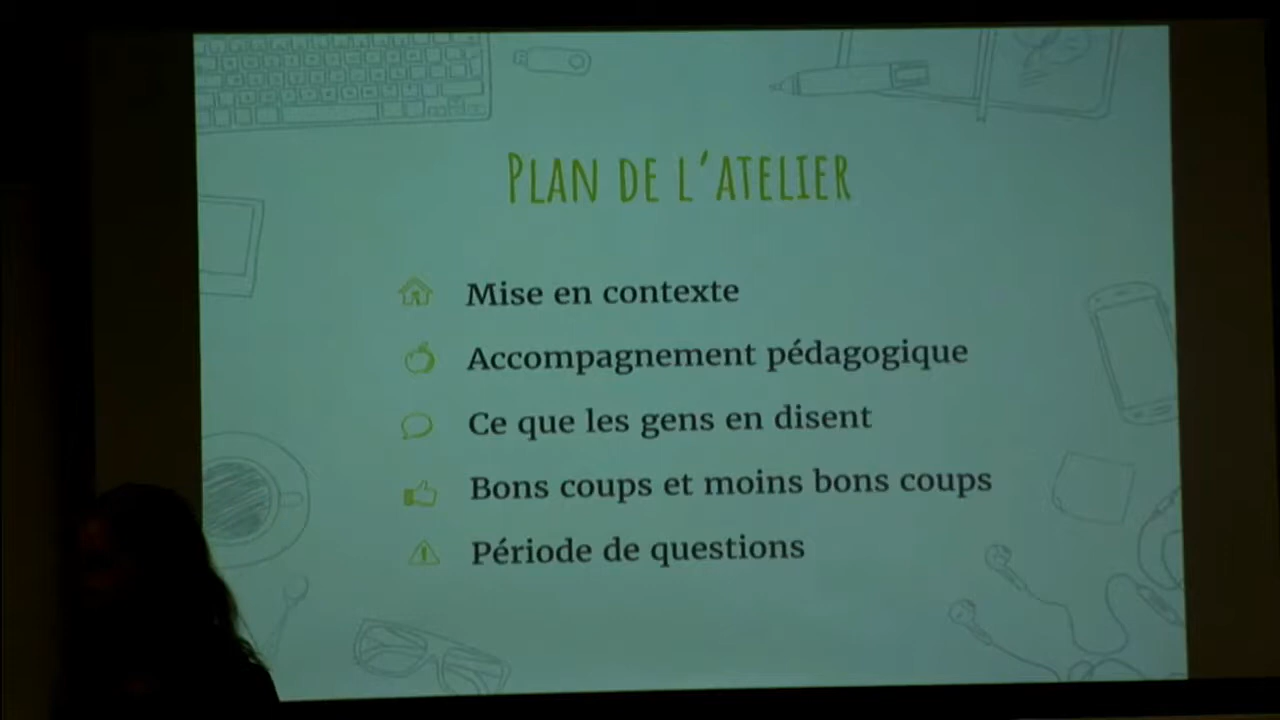 PLAN DE L'ATELIER
Mise en contexte
Accompagnement pédagogique
Ce que les gens en disent
Bons coups et moins bons coups
Période de questions